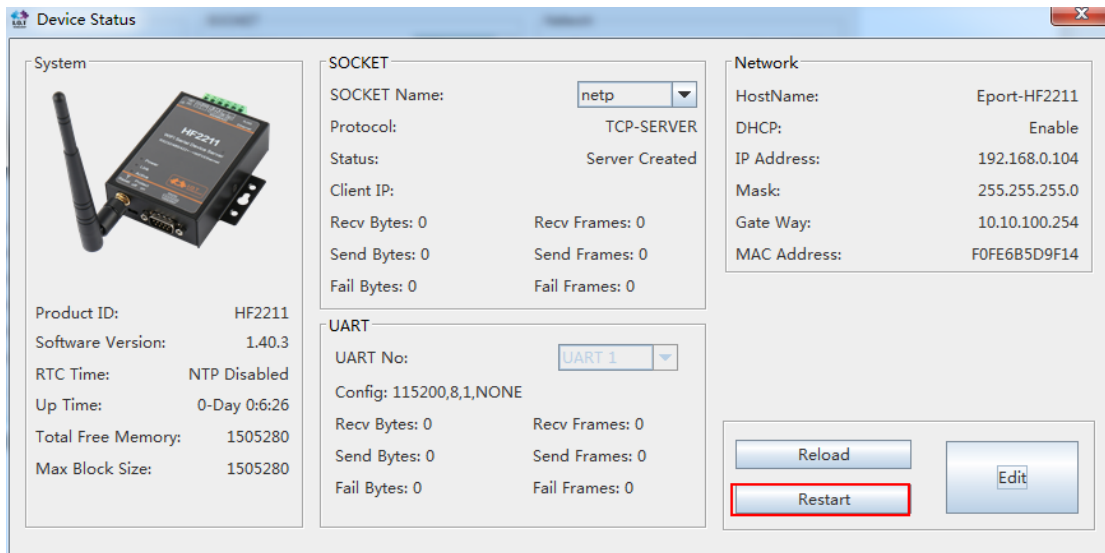 Device Status
System
HF2211
Product ID: HF2211
Software Version: 1.40.3
RTC Time: NTP Disabled
Up Time: 0-Day 0:6:26
Total Free Memory: 1505280
Max Block Size: 1505280
SOCKET
SOCKET Name: netp
Protocol: TCP-SERVER
Status: Server Created
Client IP:
Recv Bytes: 0 Recv Frames: 0
Send Bytes: 0 Send Frames: 0
Fail Bytes: 0 Fail Frames: 0
UART
UART No: UART 1
Config: 115200,8,1,NONE
Recv Bytes: 0 Recv Frames: 0
Send Bytes: 0 Send Frames: 0
Fail Bytes: 0 Fail Frames: 0
Network
HostName: Eport-HF2211
DHCP: Enable
IP Address: 192.168.0.104
Mask: 255.255.255.0
Gate Way: 10.10.100.254
MAC Address: F0FE6B5D9F14
Reload
Restart
Edit